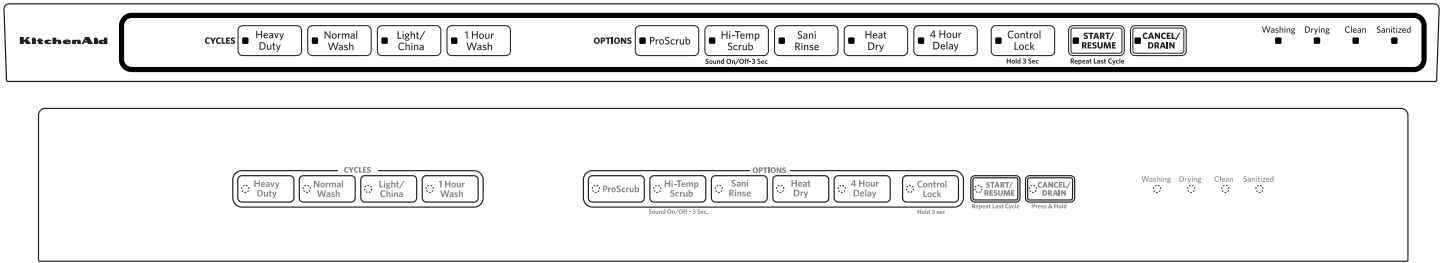 KitchenAid
CYCLES Heavy Duty Normal Wash Light/ China 1 Hour Wash OPTIONS ProScrub Hi-Temp Scrub Sani Rinse Heat Dry 4 Hour Delay Control Lock START/ RESUME CANCEL/ DRAIN Washing Drying Clean Sanitized
Sound On/Off-3 Sec Hold 3 Sec Repeat Last Cycle
CYCLES OPTIONS
Heavy Duty Normal Wash Light/ China 1 Hour Wash ProScrub Hi-Temp Scrub Sani Rinse Heat Dry 4 Hour Delay Control Lock START/ RESUME CANCEL/ DRAIN Washing Drying Clean Sanitized
Sound On/Off • 3 Sec. Hold 3 sec Repeat Last Cycle Press & Hold